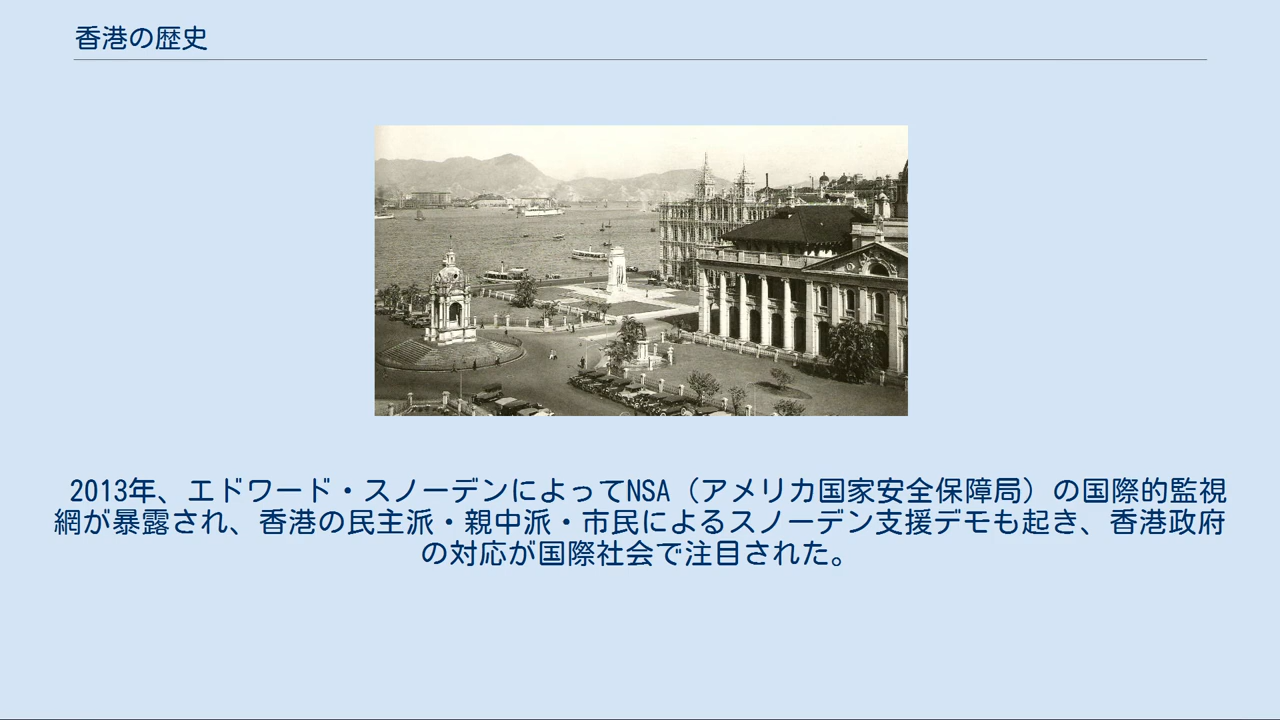 香港の歴史
2013年、エドワード・スノーデンによってNSA（アメリカ国家安全保障局）の国際的監視
網が暴露され、香港の民主派・親中派・市民によるスノーデン支援デモも起き、香港政府
の対応が国際社会で注目された。